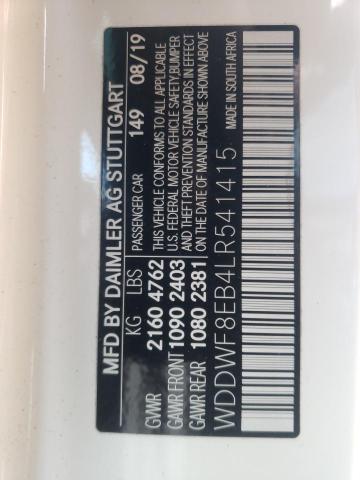 MFD BY DAIMLER AG STUTTGART
KG LBS
GVWR 2160 4762
GAWR FRONT 1090 2403
GAWR REAR 1080 2381
PASSENGER CAR 149 08/19
THIS VEHICLE CONFORMS TO ALL APPLICABLE
U.S. FEDERAL MOTOR VEHICLE SAFETY,BUMPER
AND THEFT PREVENTION STANDARDS IN EFFECT
ON THE DATE OF MANUFACTURE SHOWN ABOVE
MADE IN SOUTH AFRICA
WDDWF8EB4LR541415